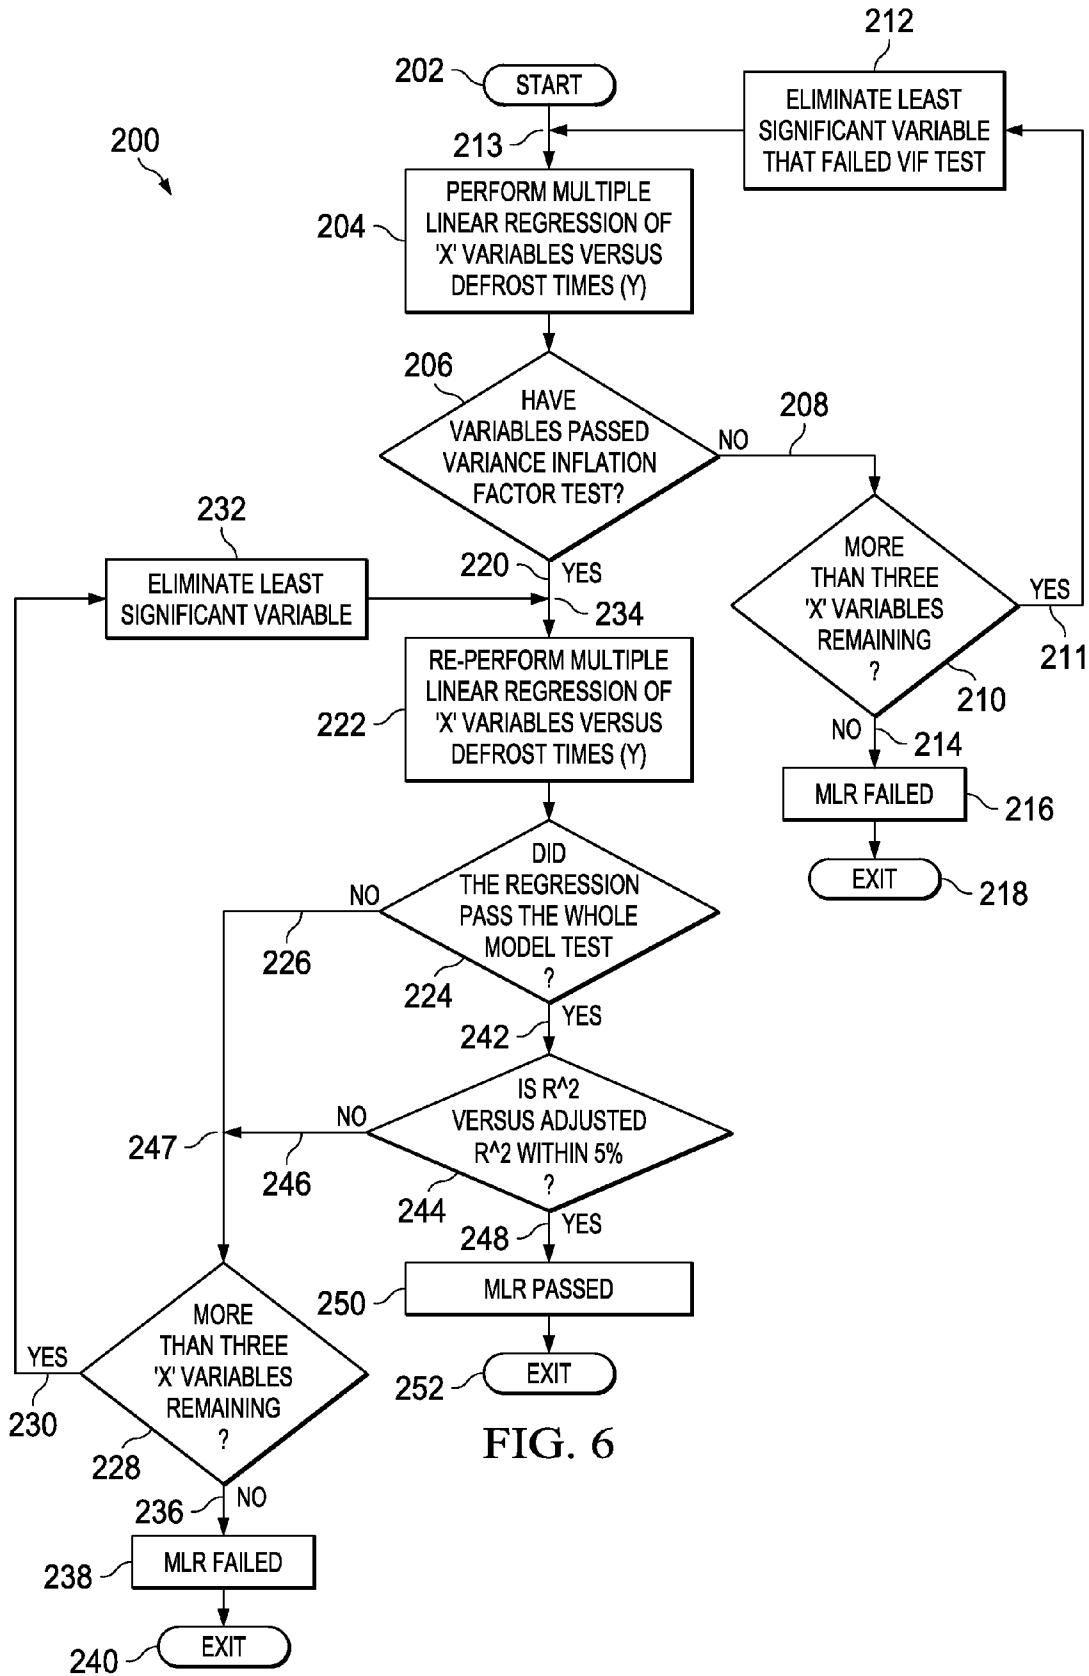 212
202
START
ELIMINATE LEAST
SIGNIFICANT VARIABLE
THAT FAILED VIF TEST
200
213
PERFORM MULTIPLE
LINEAR REGRESSION OF
'X' VARIABLES VERSUS
DEFROST TIMES (Y)
204
206
HAVE
VARIABLES PASSED
VARIANCE INFLATION
FACTOR TEST?
NO
208
232
ELIMINATE LEAST
SIGNIFICANT VARIABLE
220
YES
234
MORE
THAN THREE
'X' VARIABLES
REMAINING
?
YES
211
210
RE-PERFORM MULTIPLE
LINEAR REGRESSION OF
'X' VARIABLES VERSUS
DEFROST TIMES (Y)
222
NO
214
MLR FAILED
216
EXIT
218
DID
THE REGRESSION
PASS THE WHOLE
MODEL TEST
?
NO
226
224
242
YES
IS R^2
VERSUS ADJUSTED
R^2 WITHIN 5%
?
NO
247
246
244
248
YES
MLR PASSED
250
EXIT
252
MORE
THAN THREE
'X' VARIABLES
REMAINING
?
YES
230
228
FIG. 6
236
NO
MLR FAILED
238
EXIT
240